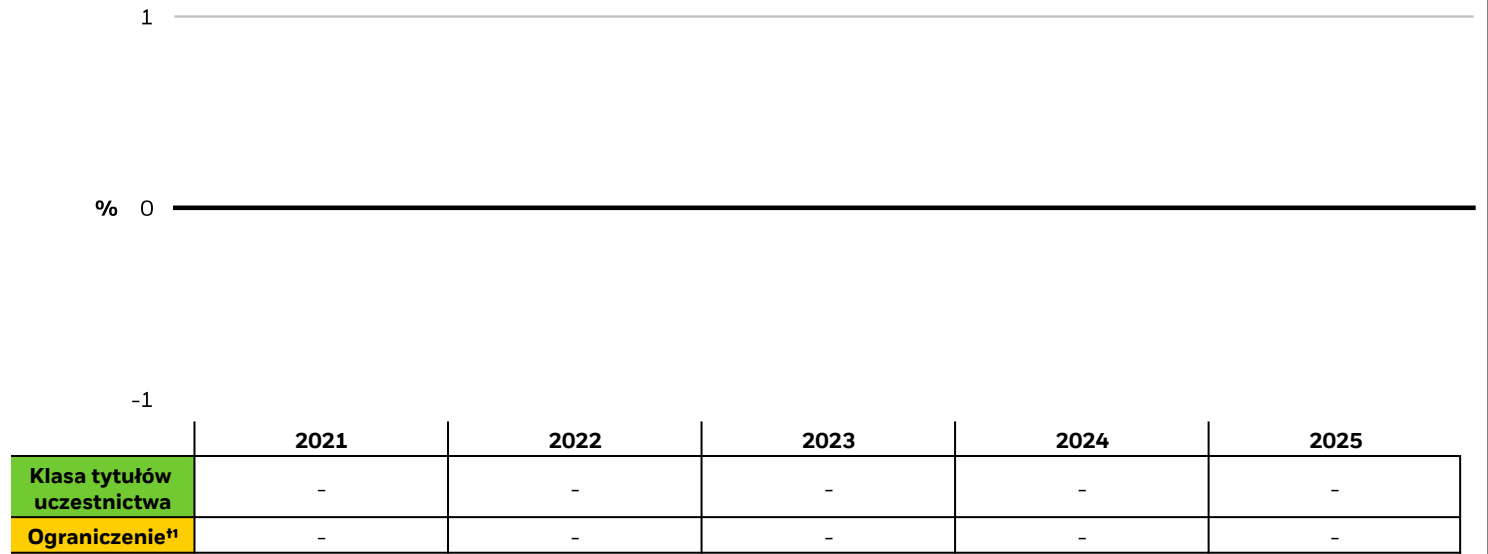 1
% 0
-1
2021 2022 2023 2024 2025
Klasa tytułów
uczestnictwa - - - - -
Ograniczenie†¹ - - - - -